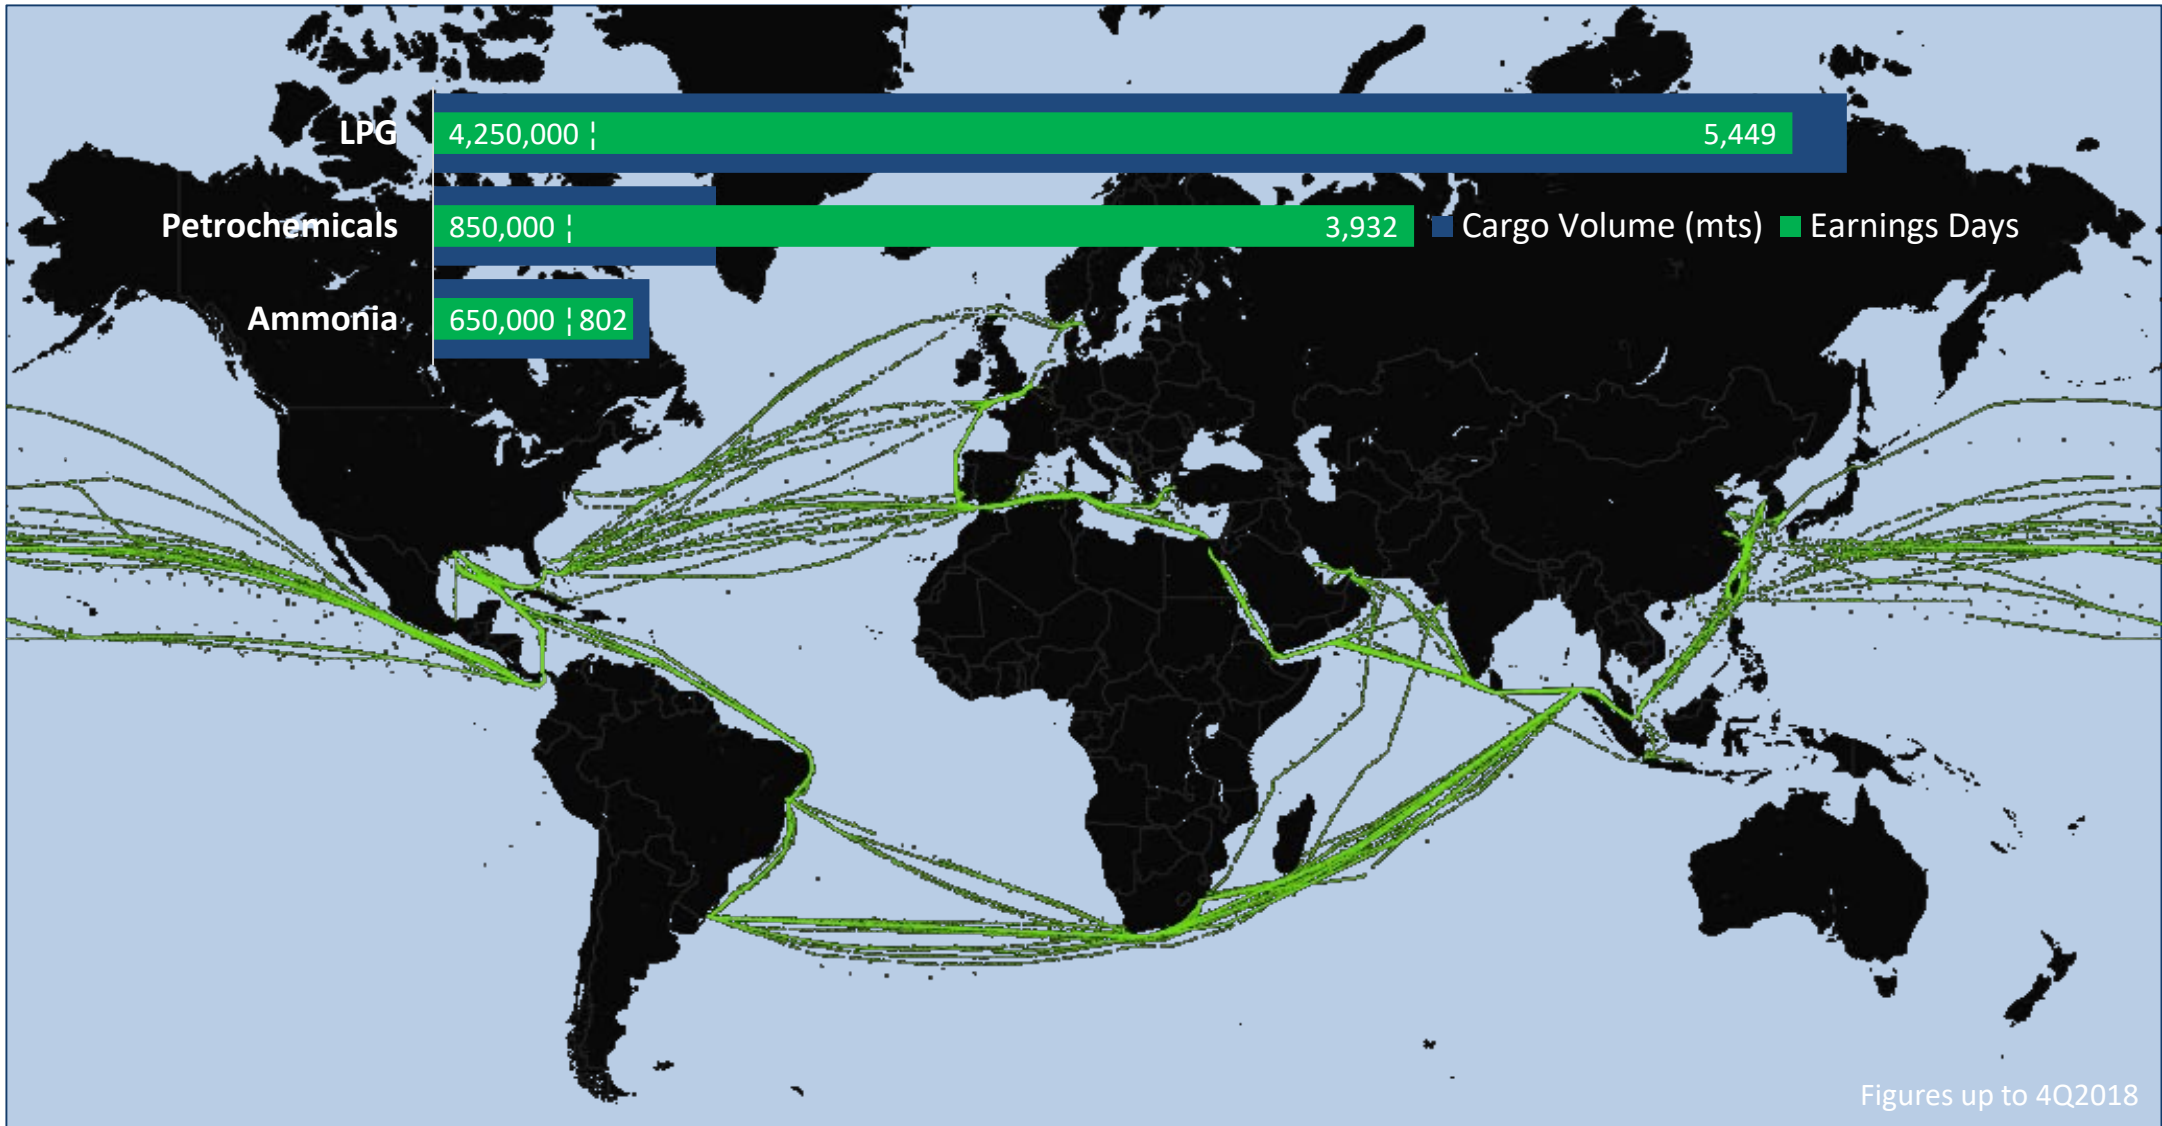 LPG 4,250,000 ¦ 5,449
Petrochemicals 850,000 ¦ 3,932 Cargo Volume (mts) Earnings Days
Ammonia 650,000 ¦ 802
Figures up to 4Q2018